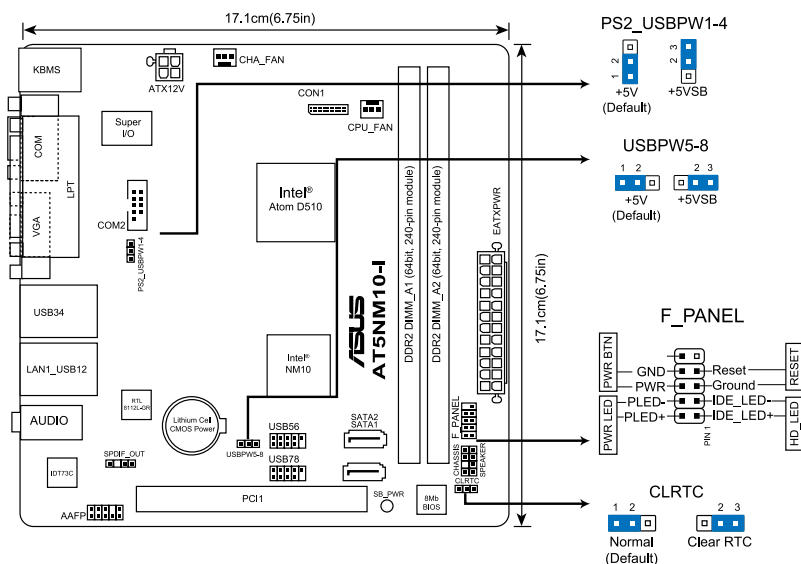 17.1cm(6.75in)
PS2_USBPW1-4
KBMS
ATX12V
CHA_FAN
CON1
CPU_FAN
Super
I/O
3
2
2
1
+5V
(Default)
+5VSB
USBPW5-8
1 2
2 3
+5V
(Default)
+5VSB
COM
LPT
VGA
COM2
PS2_USBPW1-4
Intel®
Atom D510
DDR2 DIMM_A1 (64bit, 240-pin module)
DDR2 DIMM_A2 (64bit, 240-pin module)
EATXPWR
17.1cm(6.75in)
USB34
LAN1_USB12
AUDIO
ASUS
AT5NM10-I
Intel®
NM10
RTL
8112L-GR
Lithium Cell
CMOS Power
USBPW5-8
USB56
USB78
SATA2
SATA1
F_PANEL
CHASSIS
SPEAKER
CLRTC
SPDIF_OUT
IDT73C
PCI1
SB_PWR
8Mb
BIOS
AAFP
F_PANEL
PWR BTN
GND
PWR
Reset
Ground
RESET
PWR LED
PLED-
PLED+
IDE_LED-
IDE_LED+
HD_LED
PIN 1
CLRTC
1 2
2 3
Normal
(Default)
Clear RTC